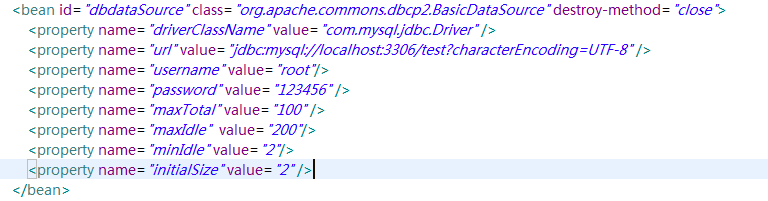 <bean id="dbdataSource" class="org.apache.commons.dbcp2.BasicDataSource" destroy-method="close">
<property name="driverClassName" value="com.mysql.jdbc.Driver" />
<property name="url" value="jdbc:mysql://localhost:3306/test?characterEncoding=UTF-8" />
<property name="username" value="root"/>
<property name="password" value="123456" />
<property name="maxTotal" value="100" />
<property name="maxIdle" value="200"/>
<property name="minIdle" value="2"/>
<property name="initialSize" value="2" />
</bean>